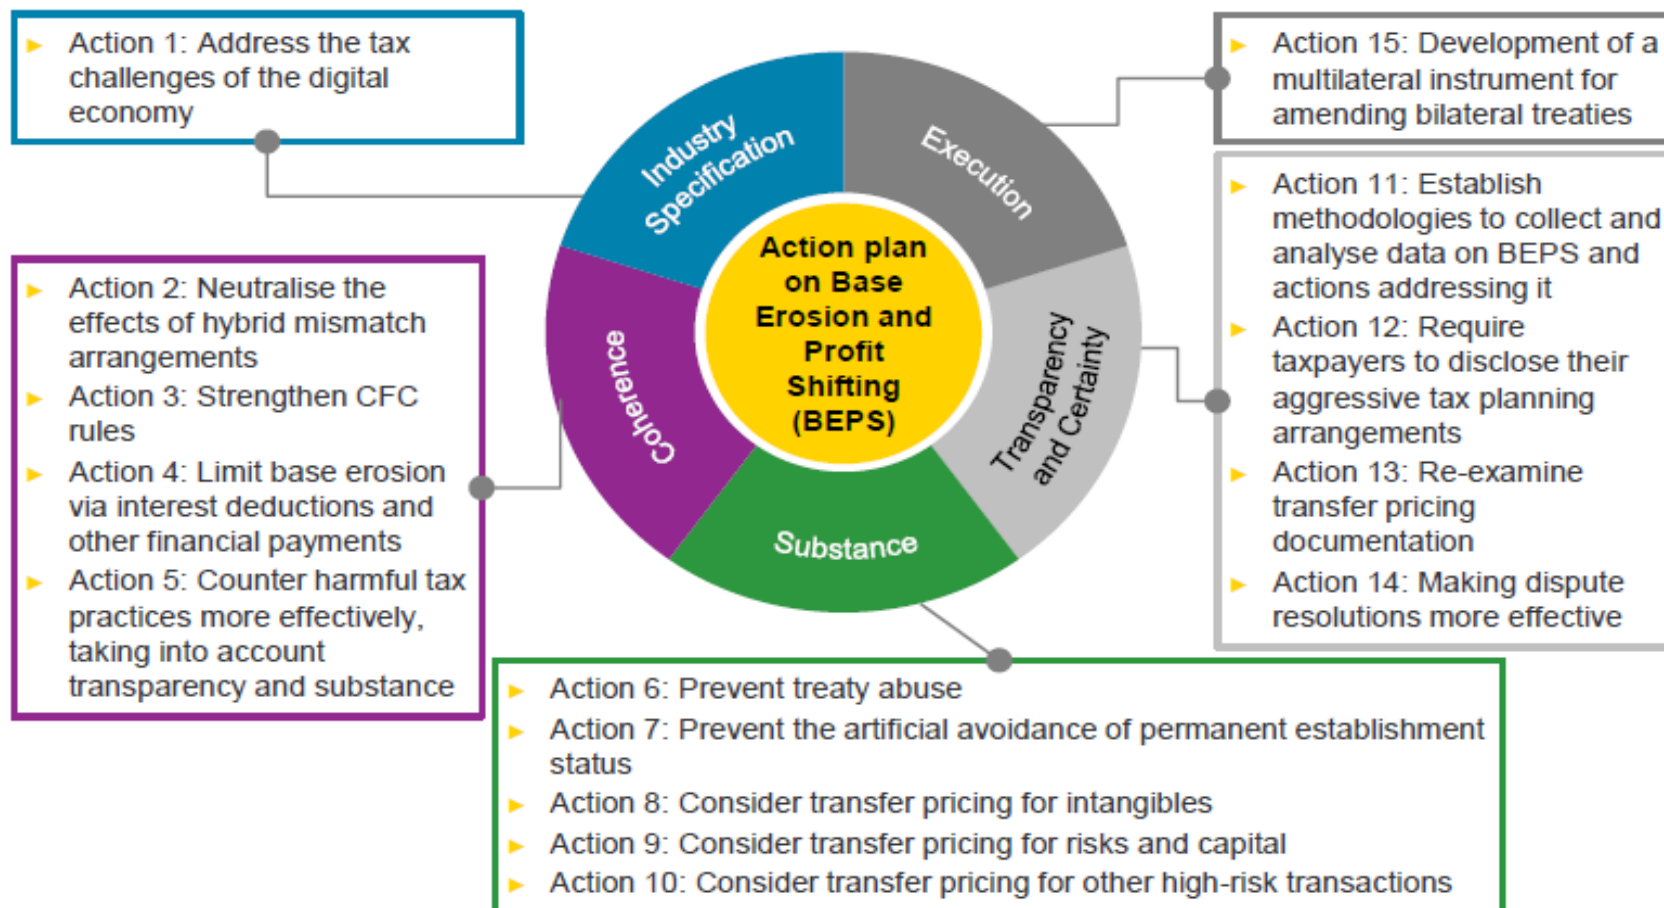 Action 1: Address the tax
challenges of the digital
economy
Action 15: Development of a
multilateral instrument for
amending bilateral treaties
Industry
Specification
Execution
Action plan
on Base
Erosion and
Profit
Shifting
(BEPS)
Coherence
Transparency
and Certainty
Substance
Action 2: Neutralise the
effects of hybrid mismatch
arrangements
Action 3: Strengthen CFC
rules
Action 4: Limit base erosion
via interest deductions and
other financial payments
Action 5: Counter harmful tax
practices more effectively,
taking into account
transparency and substance
Action 11: Establish
methodologies to collect and
analyse data on BEPS and
actions addressing it
Action 12: Require
taxpayers to disclose their
aggressive tax planning
arrangements
Action 13: Re-examine
transfer pricing
documentation
Action 14: Making dispute
resolutions more effective
Action 6: Prevent treaty abuse
Action 7: Prevent the artificial avoidance of permanent establishment
status
Action 8: Consider transfer pricing for intangibles
Action 9: Consider transfer pricing for risks and capital
Action 10: Consider transfer pricing for other high-risk transactions